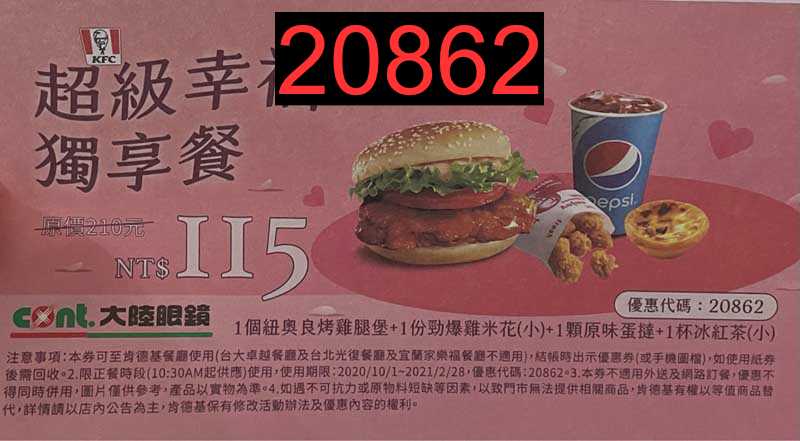 20862
KFC
超級幸
獨享餐
原價210元
NT$115
pepsi
優惠代碼：20862
cont. 大陸眼鏡
1個紐奧良烤雞腿堡+1份勁爆雞米花(小)+1顆原味蛋撻+1杯冰紅茶(小)
注意事項：本券可至肯德基餐廳使用(台大卓越餐廳及台北光復餐廳及宜蘭家樂福餐廳不適用)，結帳時出示優惠券(或手機圖檔)，如使用紙券
後需回收。2.限正餐時段(10:30AM起供應)使用，使用期限：2020/10/1~2021/2/28，優惠代碼：20862。3.本券不適用外送及網路訂餐，優惠不
得同時併用，圖片僅供參考，產品以實物為準。4.如遇不可抗力或原物料短缺等因素，以致門市無法提供相關商品，肯德基有權以等值商品替
代，詳情請以店內公告為主，肯德基保有修改活動辦法及優惠內容的權利。